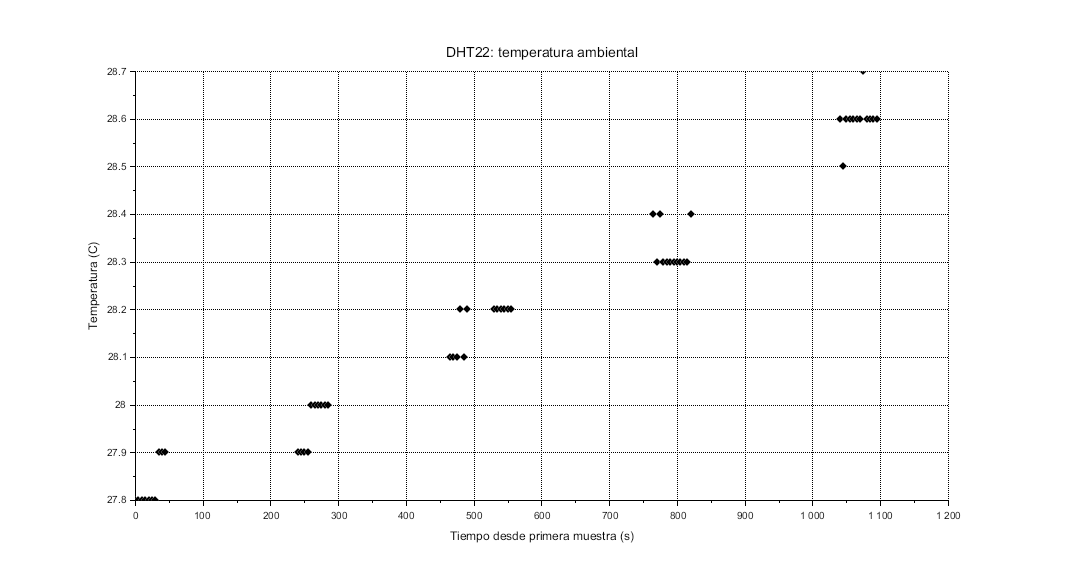 DHT22: temperatura ambiental
28.7
28.6
28.5
28.4
28.3
28.2
28.1
28
27.9
27.8
Temperatura (C)
0 100 200 300 400 500 600 700 800 900 1 000 1 100 1 200
Tiempo desde primera muestra (s)